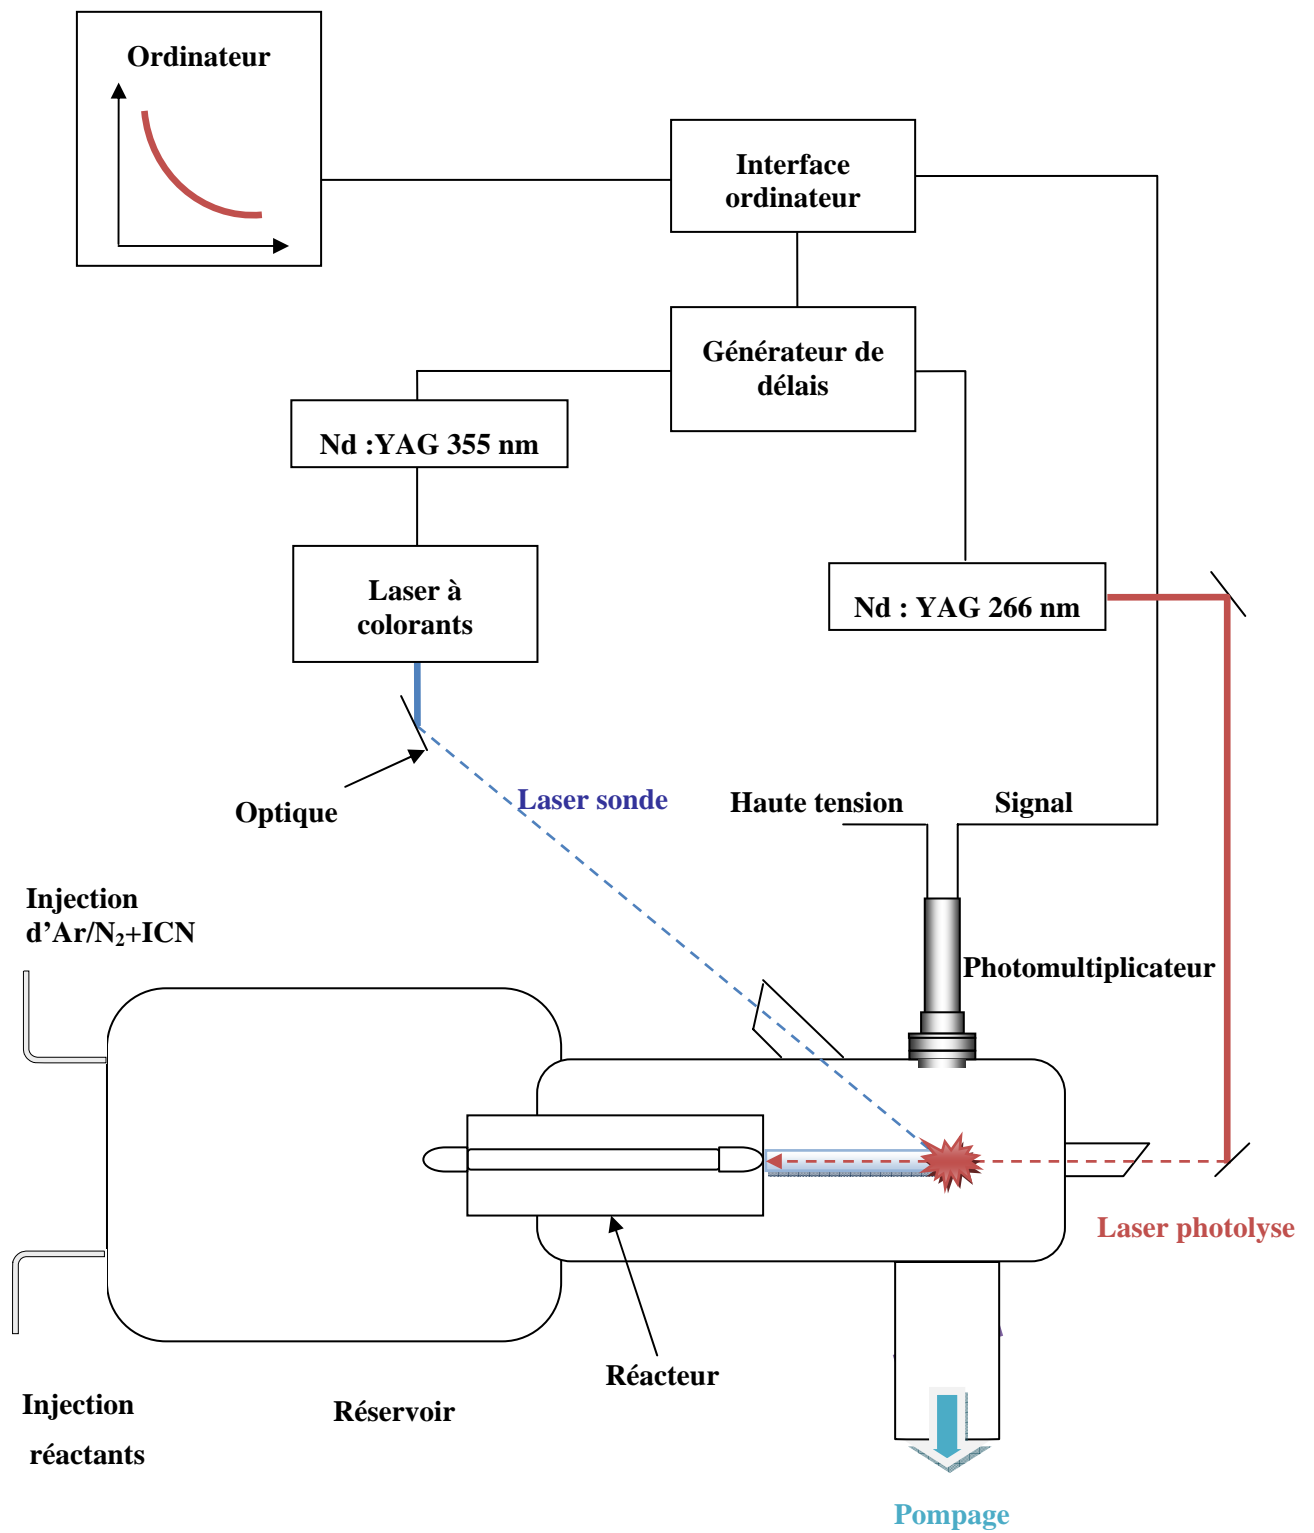 Ordinateur
Interface
ordinateur
Générateur de
délais
Nd :YAG 355 nm
Laser à
colorants
Nd : YAG 266 nm
Optique
Laser sonde
Haute tension
Signal
Injection
d'Ar/N₂+ICN
Photomultiplicateur
Laser photolyse
Réacteur
Injection
réactants
Réservoir
Pompage